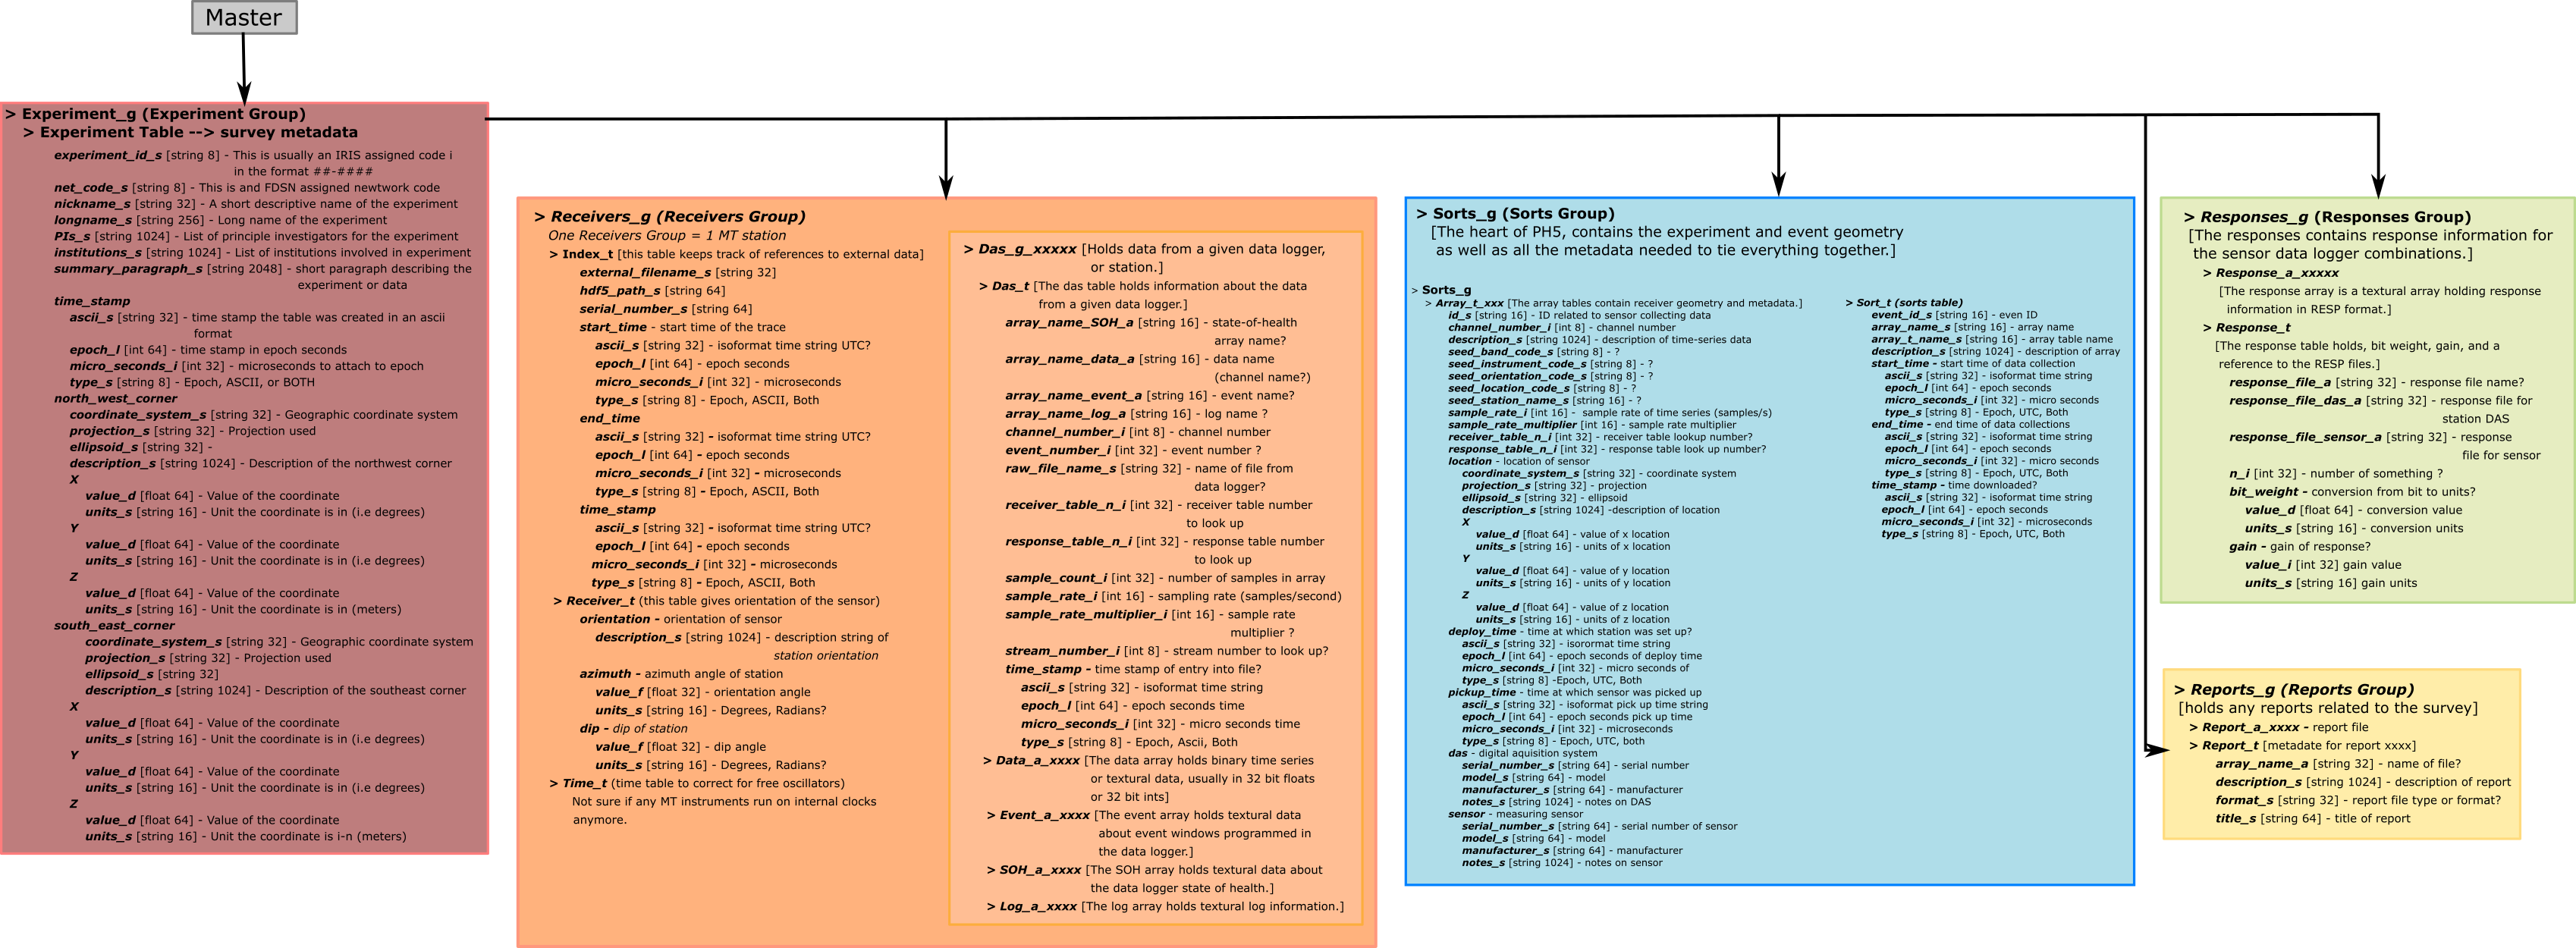 Master
> Experiment_g (Experiment Group)
> Experiment Table --> survey metadata
experiment_id_s [string 8] - This is usually an IRIS assigned code i
in the format ##-####
net_code_s [string 8] - This is and FDSN assigned newtwork code
nickname_s [string 32] - A short descriptive name of the experiment
longname_s [string 256] - Long name of the experiment
PIs_s [string 1024] - List of principle investigators for the experiment
institutions_s [string 1024] - List of institutions involved in experiment
summary_paragraph_s [string 2048] - short paragraph describing the
experiment or data
time_stamp
ascii_s [string 32] - time stamp the table was created in an ascii
format
epoch_l [int 64] - time stamp in epoch seconds
micro_seconds_i [int 32] - microseconds to attach to epoch
type_s [string 8] - Epoch, ASCII, or BOTH
north_west_corner
coordinate_system_s [string 32] - Geographic coordinate system
projection_s [string 32] - Projection used
ellipsoid_s [string 32] -
description_s [string 1024] - Description of the northwest corner
X
value_d [float 64] - Value of the coordinate
units_s [string 16] - Unit the coordinate is in (i.e degrees)
Y
value_d [float 64] - Value of the coordinate
units_s [string 16] - Unit the coordinate is in (i.e degrees)
Z
value_d [float 64] - Value of the coordinate
units_s [string 16] - Unit the coordinate is in (meters)
south_east_corner
coordinate_system_s [string 32] - Geographic coordinate system
projection_s [string 32] - Projection used
ellipsoid_s [string 32]
description_s [string 1024] - Description of the southeast corner
X
value_d [float 64] - Value of the coordinate
units_s [string 16] - Unit the coordinate is in (i.e degrees)
Y
value_d [float 64] - Value of the coordinate
units_s [string 16] - Unit the coordinate is in (i.e degrees)
Z
value_d [float 64] - Value of the coordinate
units_s [string 16] - Unit the coordinate is i-n (meters)
> Receivers_g (Receivers Group)
One Receivers Group = 1 MT station
> Index_t [this table keeps track of references to external data]
external_filename_s [string 32]
hdf5_path_s [string 64]
serial_number_s [string 64]
start_time - start time of the trace
ascii_s [string 32] - isoformat time string UTC?
epoch_l [int 64] - epoch seconds
micro_seconds_i [int 32] - microseconds
type_s [string 8] - Epoch, ASCII, Both
end_time
ascii_s [string 32] - isoformat time string UTC?
epoch_l [int 64] - epoch seconds
micro_seconds_i [int 32] - microseconds
type_s [string 8] - Epoch, ASCII, Both
time_stamp
ascii_s [string 32] - isoformat time string UTC?
epoch_l [int 64] - epoch seconds
micro_seconds_i [int 32] - microseconds
type_s [string 8] - Epoch, ASCII, Both
> Receiver_t (this table gives orientation of the sensor)
orientation - orientation of sensor
description_s [string 1024] - description string of
station orientation
azimuth - azimuth angle of station
value_f [float 32] - orientation angle
units_s [string 16] - Degrees, Radians?
dip - dip of station
value_f [float 32] - dip angle
units_s [string 16] - Degrees, Radians?
> Time_t (time table to correct for free oscillators)
Not sure if any MT instruments run on internal clocks
anymore.
> Das_g_xxxxx [Holds data from a given data logger,
or station.]
> Das_t [The das table holds information about the data
from a given data logger.]
array_name_SOH_a [string 16] - state-of-health
array name?
array_name_data_a [string 16] - data name
(channel name?)
array_name_event_a [string 16] - event name?
array_name_log_a [string 16] - log name ?
channel_number_i [int 8] - channel number
event_number_i [int 32] - event number ?
raw_file_name_s [string 32] - name of file from
data logger?
receiver_table_n_i [int 32] - receiver table number
to look up
response_table_n_i [int 32] - response table number
to look up
sample_count_i [int 32] - number of samples in array
sample_rate_i [int 16] - sampling rate (samples/second)
sample_rate_multiplier_i [int 16] - sample rate
multiplier ?
stream_number_i [int 8] - stream number to look up?
time_stamp - time stamp of entry into file?
ascii_s [string 32] - isoformat time string
epoch_l [int 64] - epoch seconds time
micro_seconds_i [int 32] - micro seconds time
type_s [string 8] - Epoch, Ascii, Both
> Data_a_xxxx [The data array holds binary time series
or textural data, usually in 32 bit floats
or 32 bit ints]
> Event_a_xxxx [The event array holds textural data
about event windows programmed in
the data logger.]
> SOH_a_xxxx [The SOH array holds textural data about
the data logger state of health.]
> Log_a_xxxx [The log array holds textural log information.]
> Sorts_g (Sorts Group)
[The heart of PH5, contains the experiment and event geometry
as well as all the metadata needed to tie everything together.]
> Sorts_g
> Array_t_xxx [The array tables contain receiver geometry and metadata.]
id_s [string 16] - ID related to sensor collecting data
channel_number_i [int 8] - channel number
description_s [string 1024] - description of time-series data
seed_band_code_s [string 8] - ?
seed_instrument_code_s [string 8] - ?
seed_orientation_code_s [string 8] - ?
seed_location_code_s [string 8] - ?
seed_station_name_s [string 16] - ?
sample_rate_i [int 16] - sample rate of time series (samples/s)
sample_rate_multiplier [int 16] - sample rate multiplier
receiver_table_n_i [int 32] - receiver table lookup number?
response_table_n_i [int 32] - response table look up number?
location - location of sensor
coordinate_system_s [string 32] - coordinate system
projection_s [string 32] - projection
ellipsoid_s [string 32] - ellipsoid
description_s [string 1024] -description of location
X
value_d [float 64] - value of x location
units_s [string 16] - units of x location
Y
value_d [float 64] - value of y location
units_s [string 16] - units of y location
Z
value_d [float 64] - value of z location
units_s [string 16] - units of z location
deploy_time - time at which station was set up?
ascii_s [string 32] - isorormat time string
epoch_l [int 64] - epoch seconds of deploy time
micro_seconds_i [int 32] - micro seconds of
type_s [string 8] -Epoch, UTC, Both
pickup_time - time at which sensor was picked up
ascii_s [string 32] - isoformat pick up time string
epoch_l [int 64] - epoch seconds pick up time
micro_seconds_i [int 32] - microseconds
type_s [string 8] - Epoch, UTC, both
das - digital aquisition system
serial_number_s [string 64] - serial number
model_s [string 64] - model
manufacturer_s [string 64] - manufacturer
notes_s [string 1024] - notes on DAS
sensor - measuring sensor
serial_number_s [string 64] - serial number of sensor
model_s [string 64] - model
manufacturer_s [string 64] - manufacturer
notes_s [string 1024] - notes on sensor
> Sort_t (sorts table)
event_id_s [string 16] - even ID
array_name_s [string 16] - array name
array_t_name_s [string 16] - array table name
description_s [string 1024] - description of array
start_time - start time of data collection
ascii_s [string 32] - isoformat time string
epoch_l [int 64] - epoch seconds
micro_seconds_i [int 32] - micro seconds
type_s [string 8] - Epoch, UTC, Both
end_time - end time of data collections
ascii_s [string 32] - isoformat time string
epoch_l [int 64] - epoch seconds
micro_seconds_i [int 32] - micro seconds
type_s [string 8] - Epoch, UTC, Both
time_stamp - time downloaded?
ascii_s [string 32] - isoformat time string
epoch_l [int 64] - epoch seconds
micro_seconds_i [int 32] - microseconds
type_s [string 8] - Epoch, UTC, Both
> Responses_g (Responses Group)
[The responses contains response information for
the sensor data logger combinations.]
> Response_a_xxxxx
[The response array is a textural array holding response
information in RESP format.]
> Response_t
[The response table holds, bit weight, gain, and a
reference to the RESP files.]
response_file_a [string 32] - response file name?
response_file_das_a [string 32] - response file for
station DAS
response_file_sensor_a [string 32] - response
file for sensor
n_i [int 32] - number of something ?
bit_weight - conversion from bit to units?
value_d [float 64] - conversion value
units_s [string 16] - conversion units
gain - gain of response?
value_i [int 32] gain value
units_s [string 16] gain units
> Reports_g (Reports Group)
[holds any reports related to the survey]
> Report_a_xxxx - report file
> Report_t [metadate for report xxxx]
array_name_a [string 32] - name of file?
description_s [string 1024] - description of report
format_s [string 32] - report file type or format?
title_s [string 64] - title of report